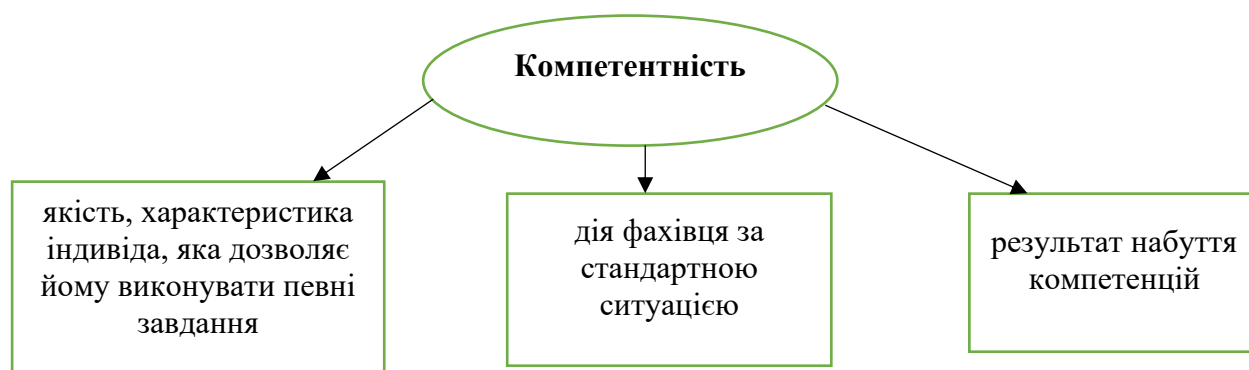 Компетентність
якість, характеристика
індивіда, яка дозволяє
йому виконувати певні
завдання
дія фахівця за
стандартною
ситуацією
результат набуття
компетенцій